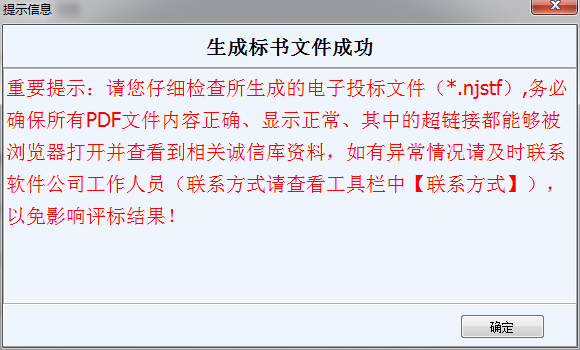 提示信息
生成标书文件成功
重要提示：请您仔细检查所生成的电子投标文件（*.njstf）,务必
确保所有PDF文件内容正确、显示正常、其中的超链接都能够被
浏览器打开并查看到相关诚信库资料，如有异常情况请及时联系
软件公司工作人员（联系方式请查看工具栏中【联系方式】），
以免影响评标结果！
确定